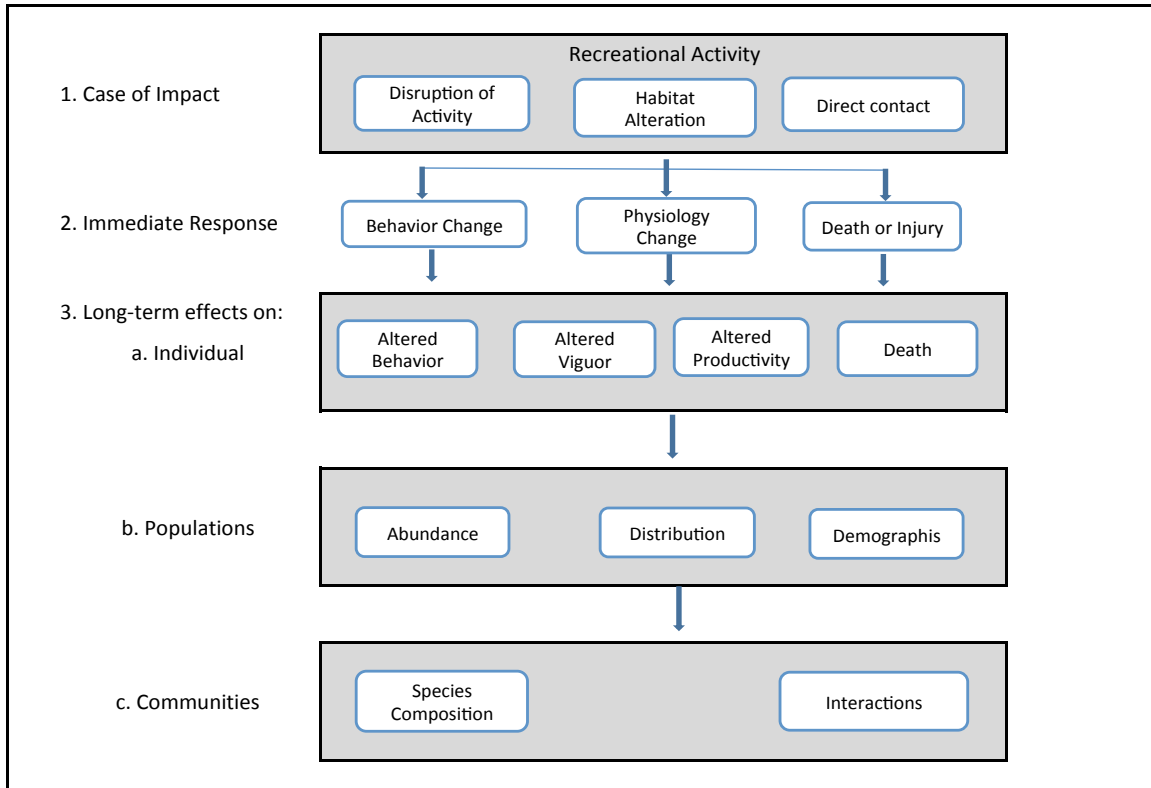 Recreational Activity
1. Case of Impact
Disruption of
Activity
Habitat
Alteration
Direct contact
2. Immediate Response
Behavior Change
Physiology
Change
Death or Injury
3. Long-term effects on:
a. Individual
Altered
Behavior
Altered
Viguor
Altered
Productivity
Death
b. Populations
Abundance
Distribution
Demographis
c. Communities
Species
Composition
Interactions